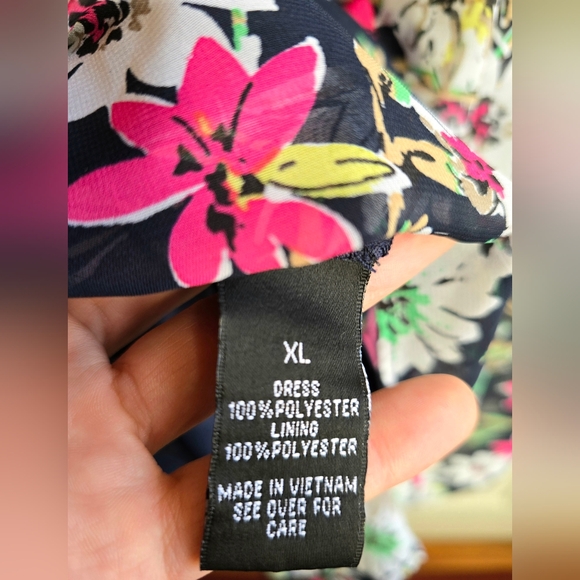 XL
DRESS
100%POLYESTER
LINING
100%POLYESTER
MADE IN VIETNAM
SEE OVER FOR
CARE